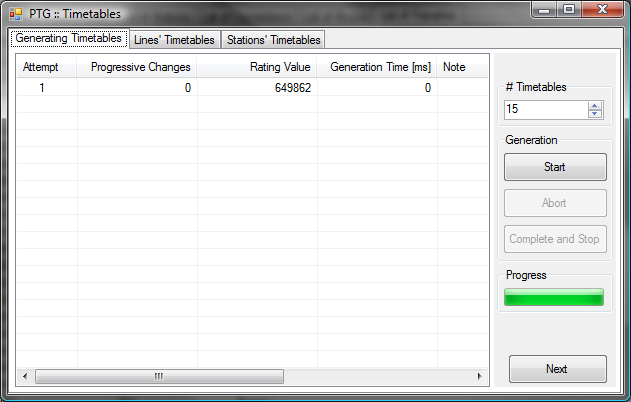 PTG :: Timetables
Generating Timetables Lines' Timetables Stations' Timetables
Attempt Progressive Changes Rating Value Generation Time [ms] Note
1 0 649862 0
# Timetables
15
Generation
Start
Abort
Complete and Stop
Progress
Next